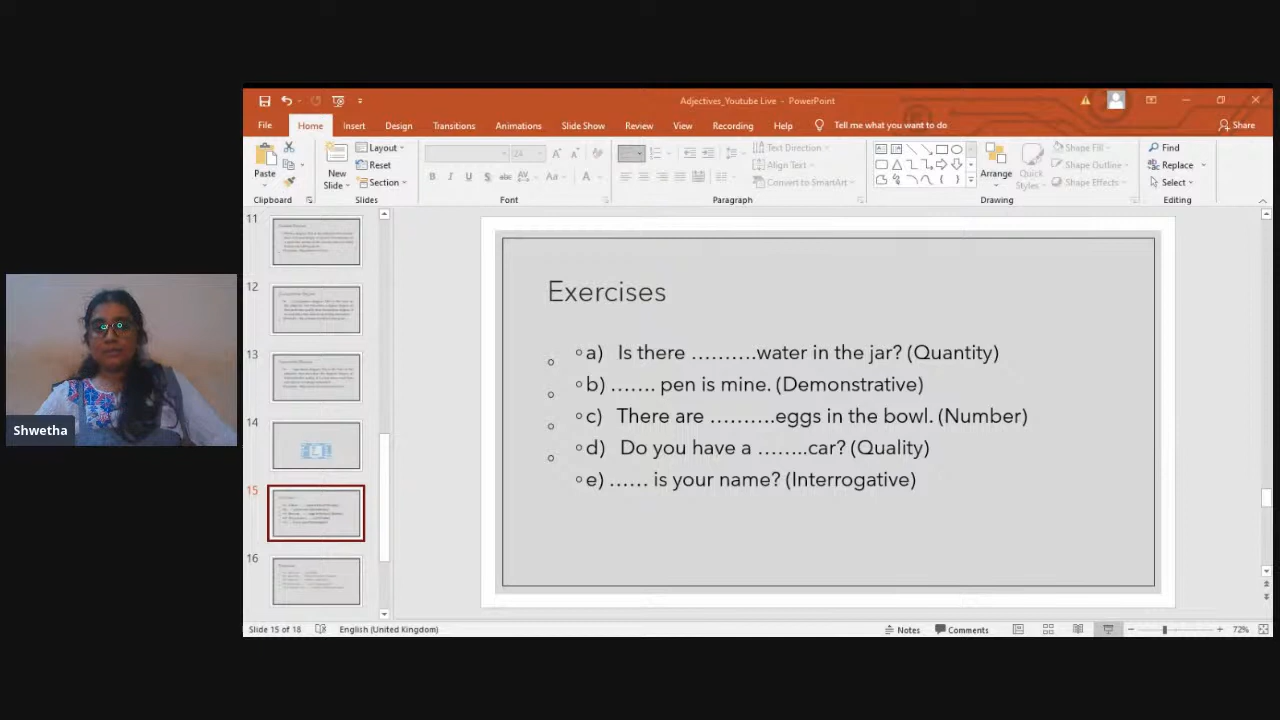 Adjectives_Youtube Live - PowerPoint
File Home Insert Design Transitions Animations Slide Show Review View Recording Help Tell me what you want to do Share
Paste
Clipboard
New Slide
Layout
Reset
Section
Slides
24
B I U S abc AV Aa A
Font
Text Direction
Align Text
Convert to SmartArt
Paragraph
Arrange
Quick Styles
Shape Fill
Shape Outline
Shape Effects
Drawing
Find
Replace
Select
Editing
11
12
13
14
15
16
Exercises
a) Is there ……….water in the jar? (Quantity)
b) ……. pen is mine. (Demonstrative)
c) There are ……….eggs in the bowl. (Number)
d) Do you have a ……..car? (Quality)
e) …… is your name? (Interrogative)
Shwetha
Slide 15 of 18 English (United Kingdom) Notes Comments 72%